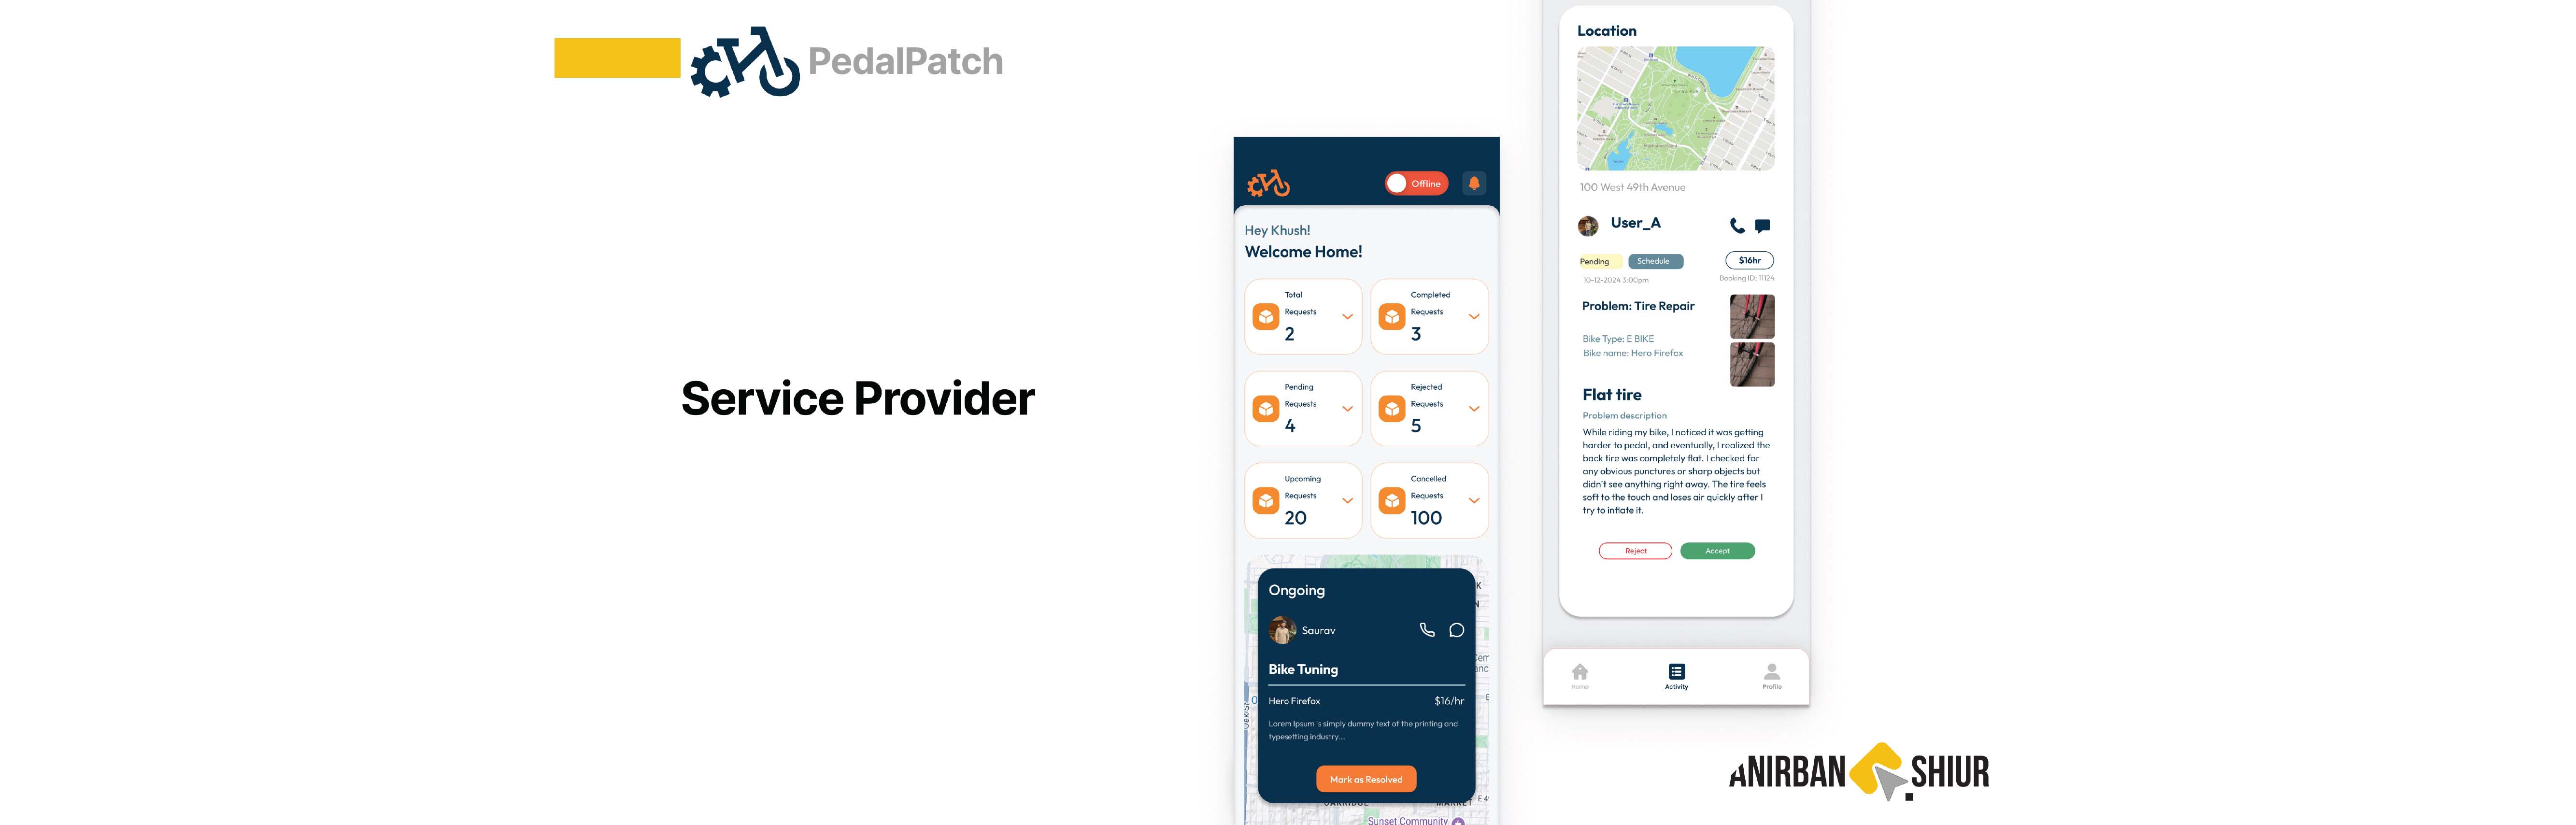 PedalPatch
Service Provider
Offline
Hey Khush!
Welcome Home!
Total
Requests
2
Completed
Requests
3
Pending
Requests
4
Rejected
Requests
5
Upcoming
Requests
20
Cancelled
Requests
100
Ongoing
Saurav
Bike Tuning
Hero Firefox
$16/hr
Lorem Ipsum is simply dummy text of the printing and
typesetting industry...
Mark as Resolved
Sunset Community
Location
100 West 49th Avenue
User_A
Pending
Schedule
$16hr
10-12-2024 3:00pm
Booking ID: 11124
Problem: Tire Repair
Bike Type: E BIKE
Bike name: Hero Firefox
Flat tire
Problem description
While riding my bike, I noticed it was getting
harder to pedal, and eventually, I realized the
back tire was completely flat. I checked for
any obvious punctures or sharp objects but
didn't see anything right away. The tire feels
soft to the touch and loses air quickly after I
try to inflate it.
Reject
Accept
Home
Activity
Profile
ANIRBAN SHIUR